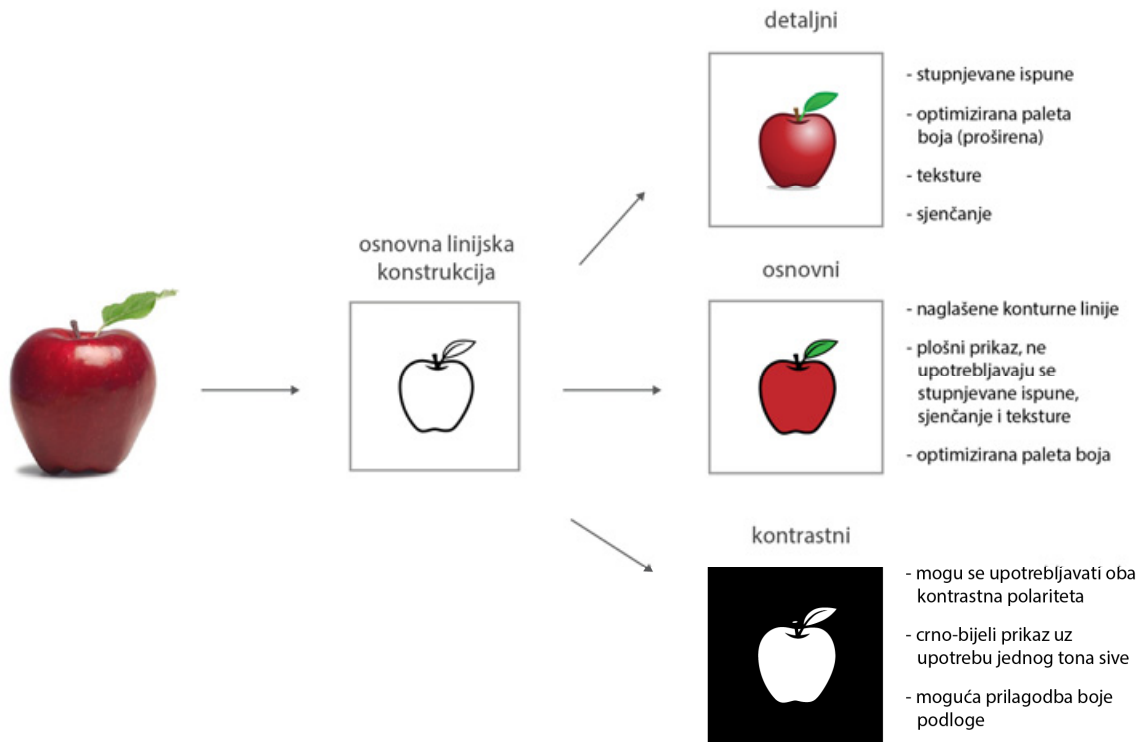 detaljni
- stupnjevane ispune
- optimizirana paleta
boja (proširena)
- teksture
- sjenčanje
osnovna linijska
konstrukcija
osnovni
- naglašene konturne linije
- plošni prikaz, ne
upotrebljavaju se
stupnjevane ispune,
sjenčanje i teksture
- optimizirana paleta boja
kontrastni
- mogu se upotrebljavati oba
kontrastna polariteta
- crno-bijeli prikaz uz
upotrebu jednog tona sive
- moguća prilagodba boje
podloge